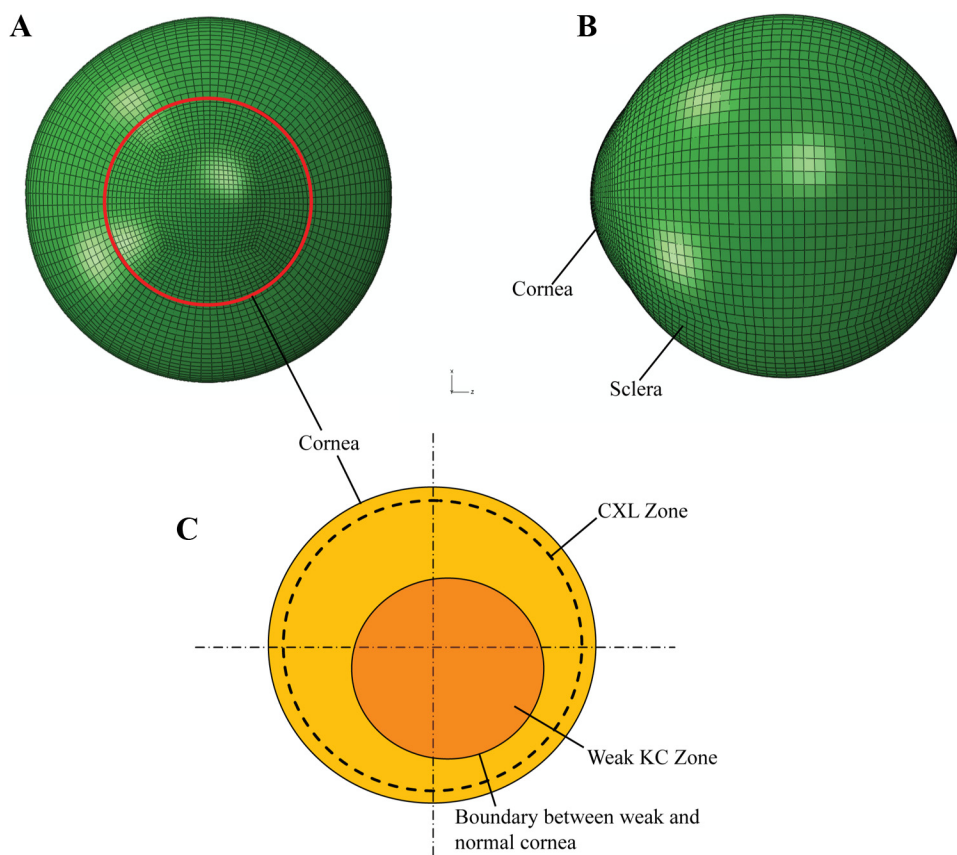 A
B
Cornea
Sclera
Y
Z
Cornea
C
CXL Zone
Weak KC Zone
Boundary between weak and
normal cornea